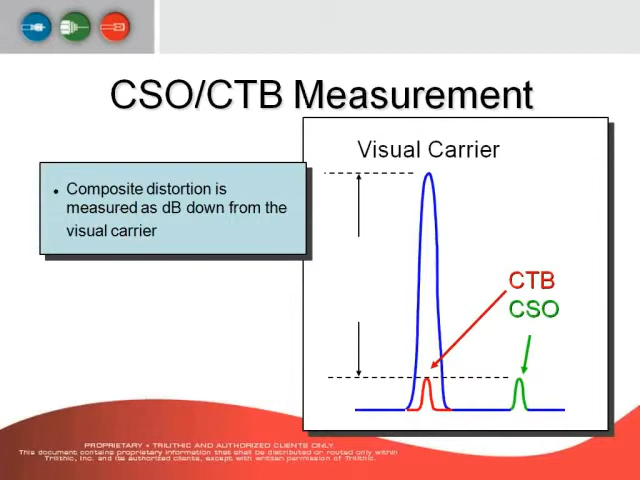 CSO/CTB Measurement
Visual Carrier
• Composite distortion is
measured as dB down from the
visual carrier
CTB
CSO
PROPRIETARY • TRILITHIC AND AUTHORIZED CLIENTS ONLY
This document contains proprietary information that shall be distributed or routed only within
Trilithic, Inc. and its authorized clients, except with written permission of Trilithic.